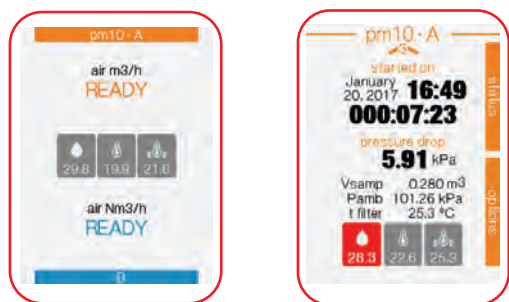 pm10 · A
air m3/h
READY
29.8 19.9 21.6
air Nm3/h
READY
B
pm10 · A
3
started on
January
20, 2017 16:49
000:07:23
pressure drop
5.91 kPa
Vsamp 0.280 m3
Pamb 101.26 kPa
t filter 25.3 ºC
28.3 22.6 25.3
status
options